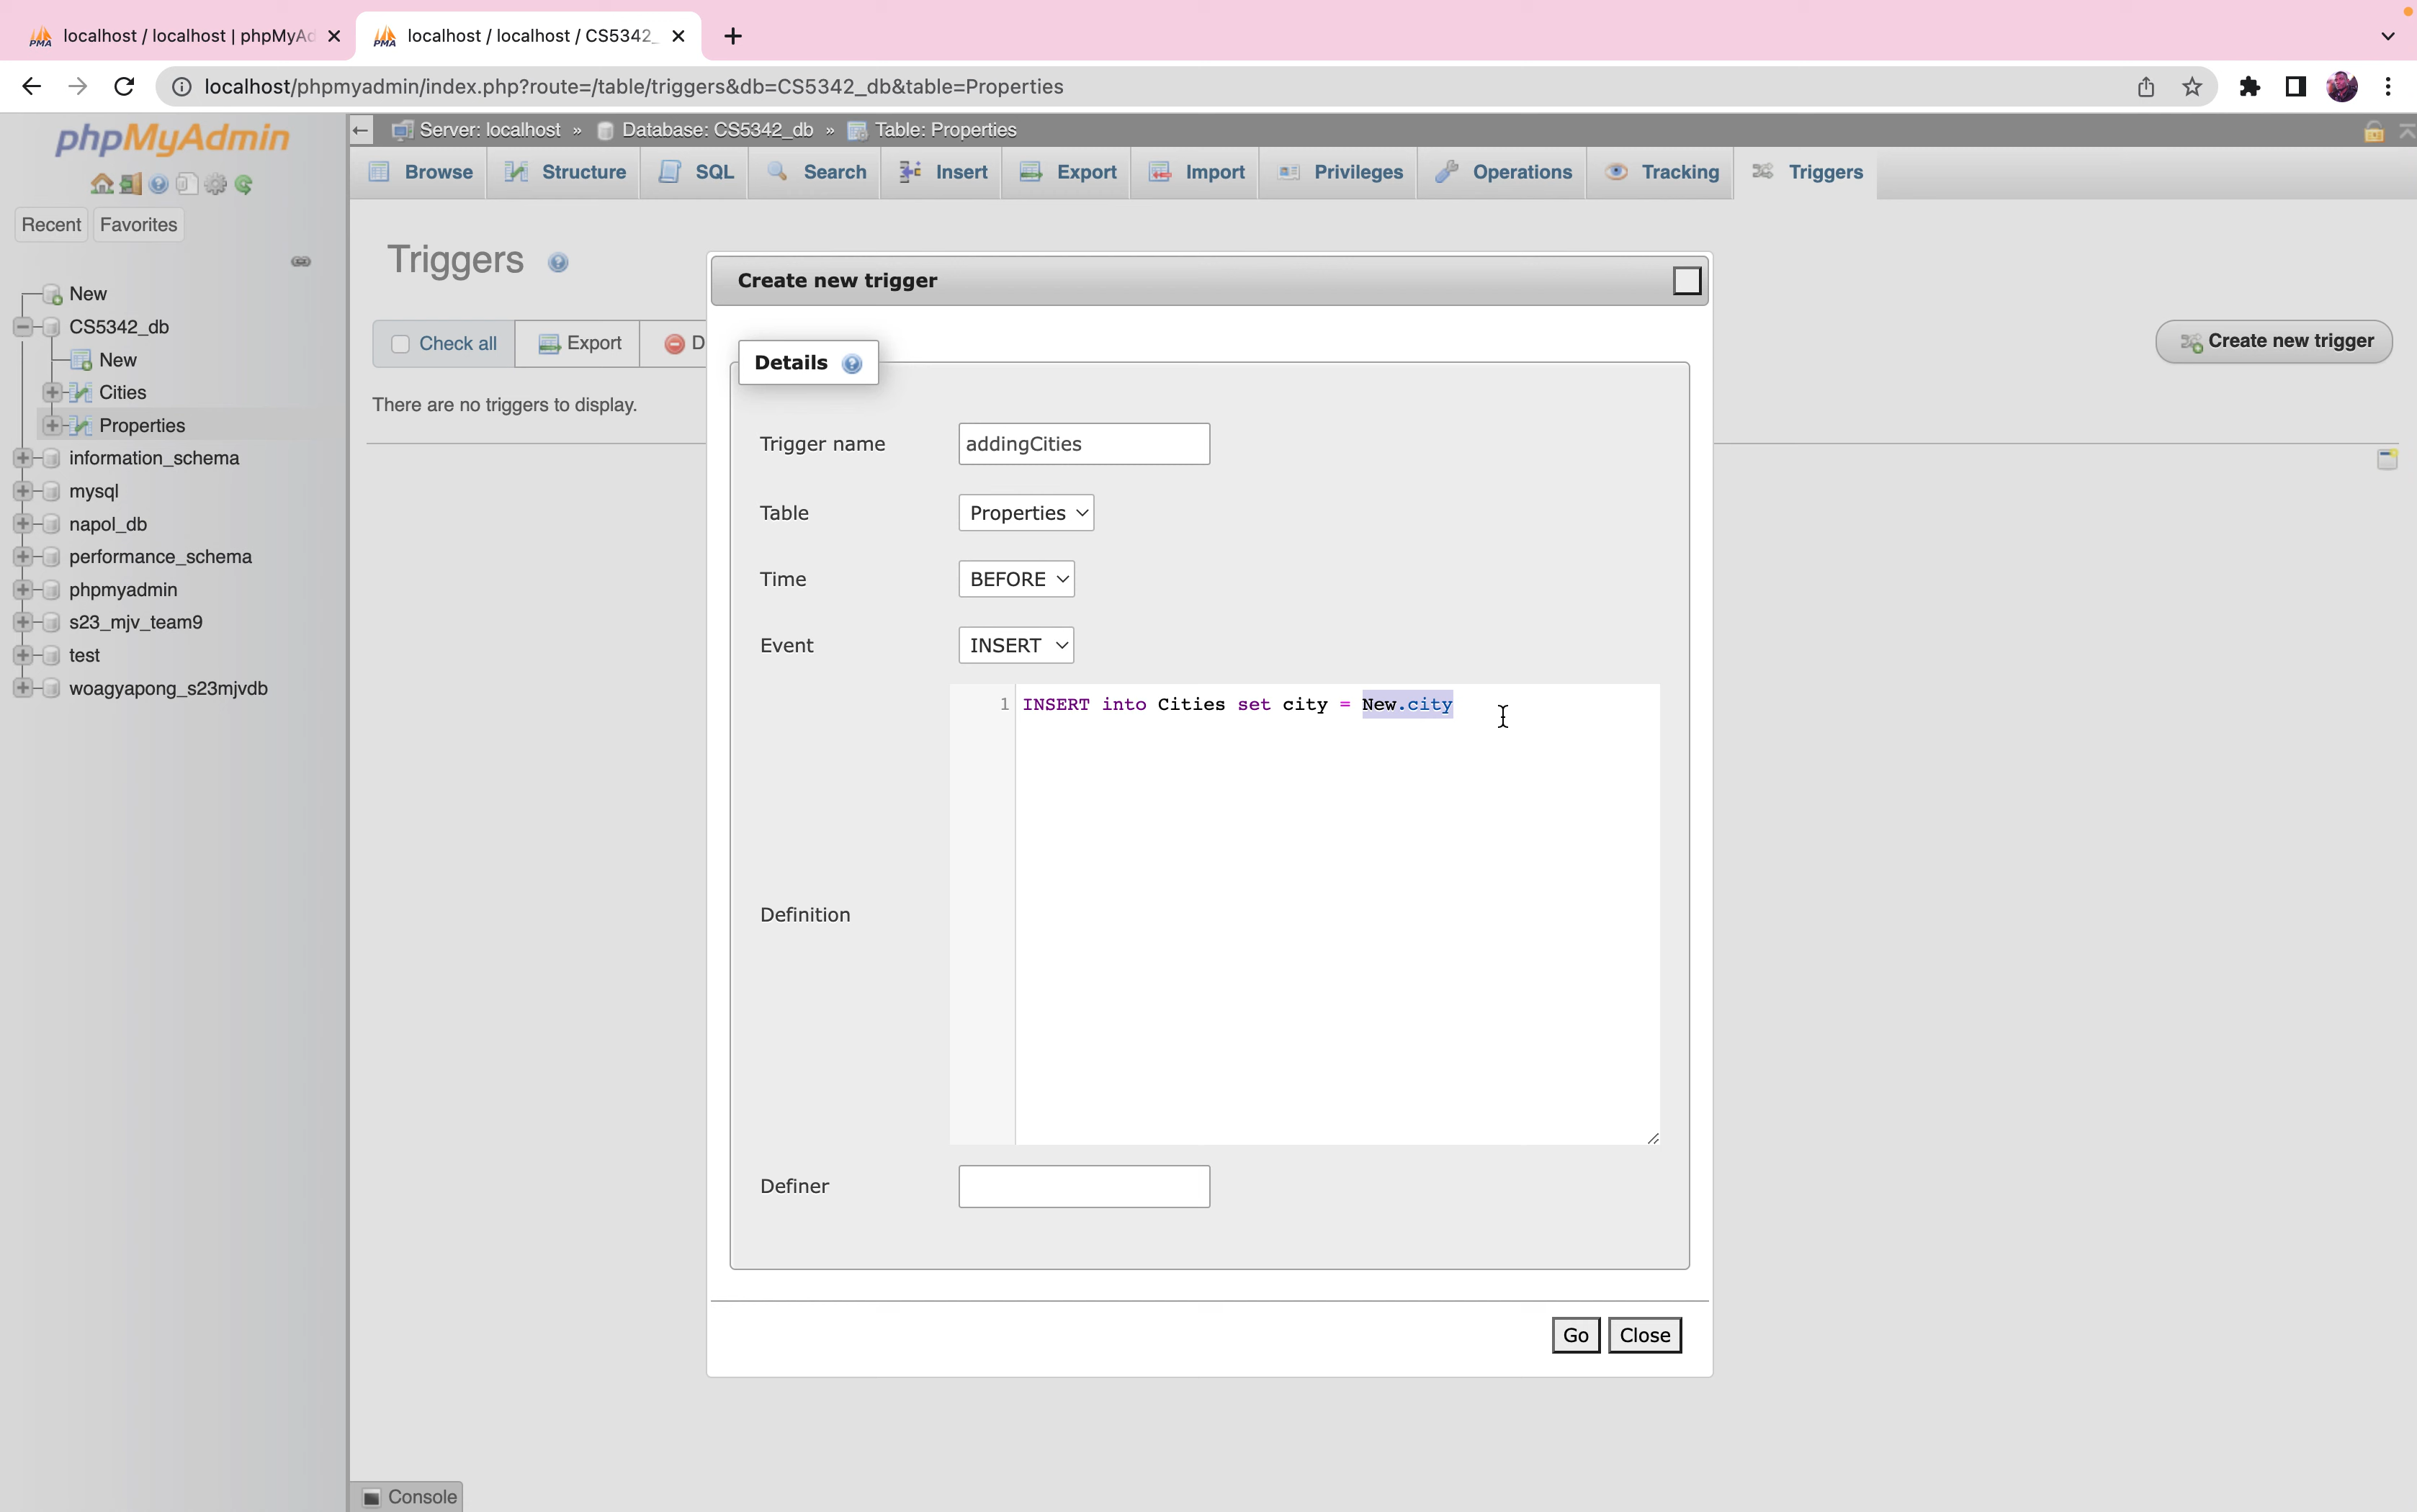 localhost / localhost | phpMyAd
localhost / localhost / CS5342_
localhost/phpmyadmin/index.php?route=/table/triggers&db=CS5342_db&table=Properties
phpMyAdmin
Server: localhost » Database: CS5342_db » Table: Properties
Browse Structure SQL Search Insert Export Import Privileges Operations Tracking Triggers
Recent Favorites
New
CS5342_db
New
Cities
Properties
information_schema
mysql
napol_db
performance_schema
phpmyadmin
s23_mjv_team9
test
woagyapong_s23mjvdb
Triggers
Check all Export D
Create new trigger
There are no triggers to display.
Create new trigger
Details
Trigger name addingCities
Table Properties
Time BEFORE
Event INSERT
1 INSERT into Cities set city = New.city
Definition
Definer
Go Close
Console